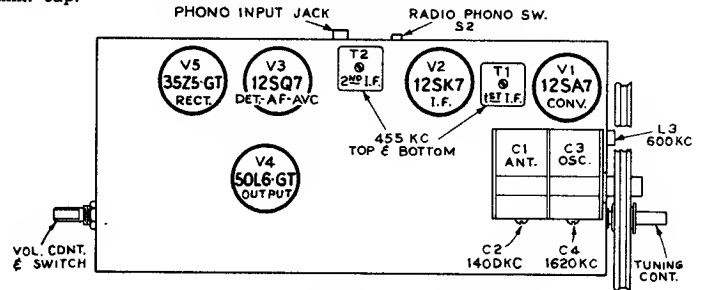 cap.
PHONO INPUT JACK
RADIO PHONO SW.
S2
V5
35Z5-GT
RECT.
V3
12SQ7
DET-AF-AVC
T2
2ND I.F.
V2
12SK7
I.F.
T1
1ST I.F.
V1
12SA7
CONV.
455 KC
TOP & BOTTOM
L3
600KC
C1
ANT.
C3
OSC.
V4
50L6-GT
OUTPUT
VOL. CONT.
& SWITCH
C2
1400KC
C4
1620KC
TUNING
CONT.